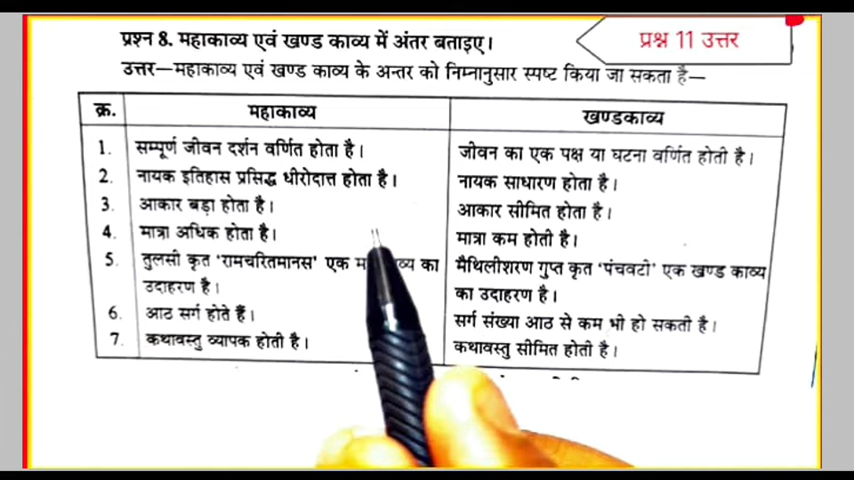 प्रश्न 8. महाकाव्य एवं खण्ड काव्य में अंतर बताइए।
प्रश्न 11 उत्तर
उत्तर—महाकाव्य एवं खण्ड काव्य के अन्तर को निम्नानुसार स्पष्ट किया जा सकता है—
क्र. महाकाव्य खण्डकाव्य
1. सम्पूर्ण जीवन दर्शन वर्णित होता है। जीवन का एक पक्ष या घटना वर्णित होती है।
2. नायक इतिहास प्रसिद्ध धीरोदात्त होता है। नायक साधारण होता है।
3. आकार बड़ा होता है। आकार सीमित होता है।
4. मात्रा अधिक होता है। मात्रा कम होती है।
5. तुलसी कृत ‘रामचरितमानस’ एक का मैथिलीशरण गुप्त कृत ‘पंचवटी’ एक खण्ड काव्य
उदाहरण है। का उदाहरण है।
6. आठ सर्ग होते हैं। सर्ग संख्या आठ से कम भी हो सकती है।
7. कथावस्तु व्यापक होती है। कथावस्तु सीमित होती है।